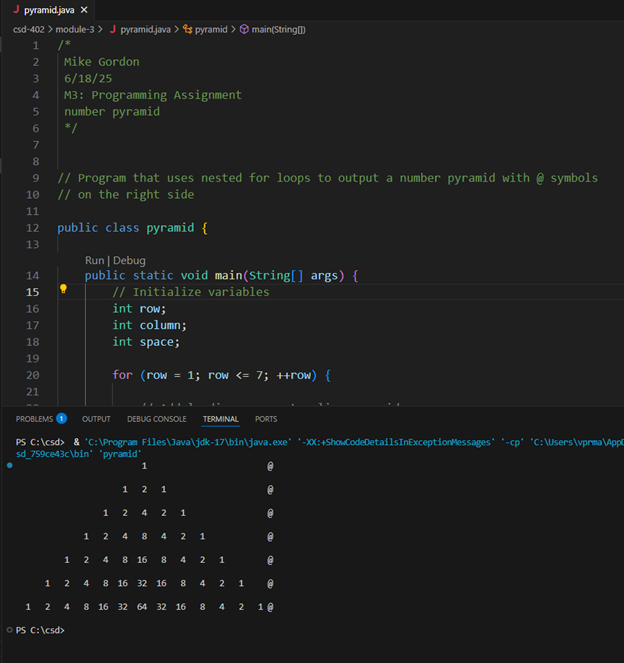 J pyramid.java ×
csd-402 > module-3 > J pyramid.java > pyramid > main(String[])
1 /*
2 Mike Gordon
3 6/18/25
4 M3: Programming Assignment
5 number pyramid
6 */
7
8
9 // Program that uses nested for loops to output a number pyramid with @ symbols
10 // on the right side
11
12 public class pyramid {
13
Run | Debug
14 public static void main(String[] args) {
15 // Initialize variables
16 int row;
17 int column;
18 int space;
19
20 for (row = 1; row <= 7; ++row) {
21
PROBLEMS 1 OUTPUT DEBUG CONSOLE TERMINAL PORTS
PS C:\csd> & 'C:\Program Files\Java\jdk-17\bin\java.exe' '-XX:+ShowCodeDetailsInExceptionMessages' '-cp' 'C:\Users\vprma\AppD
sd_759ce43c\bin' 'pyramid'
1 @
1 2 1 @
1 2 4 2 1 @
1 2 4 8 4 2 1 @
1 2 4 8 16 8 4 2 1 @
1 2 4 8 16 32 16 8 4 2 1 @
1 2 4 8 16 32 64 32 16 8 4 2 1 @
PS C:\csd>